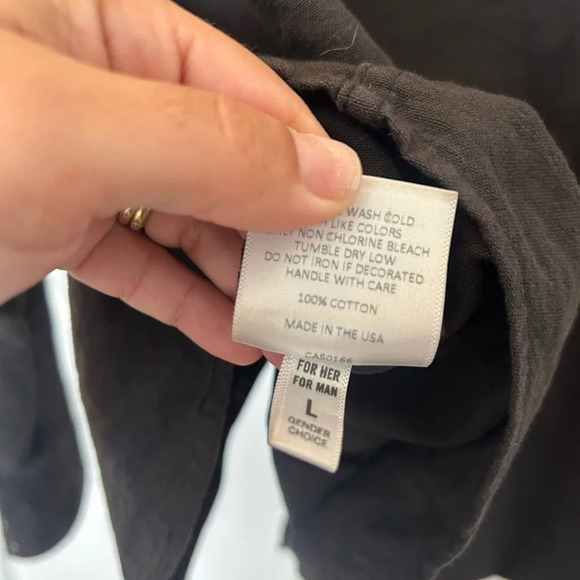 WASH COLD
LIKE COLORS
NON CHLORINE BLEACH
TUMBLE DRY LOW
DO NOT IRON IF DECORATED
HANDLE WITH CARE
100% COTTON
MADE IN THE USA
CA50166
FOR HER
FOR MAN
L
GENDER
CHOICE